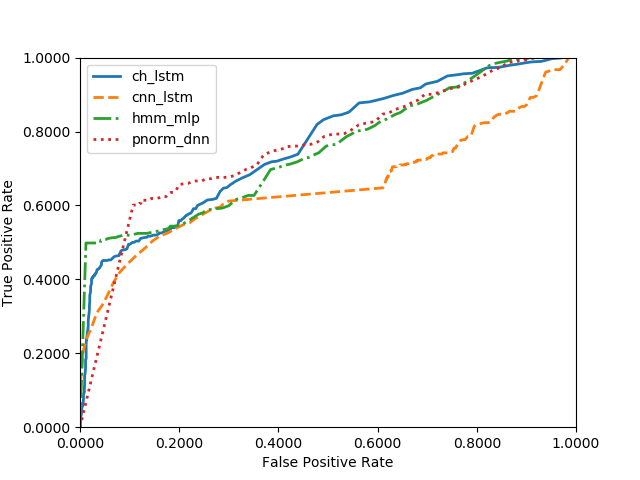 1.0000
0.8000
0.6000
0.4000
0.2000
0.0000
True Positive Rate
ch_lstm
cnn_lstm
hmm_mlp
pnorm_dnn
0.0000 0.2000 0.4000 0.6000 0.8000 1.0000
False Positive Rate